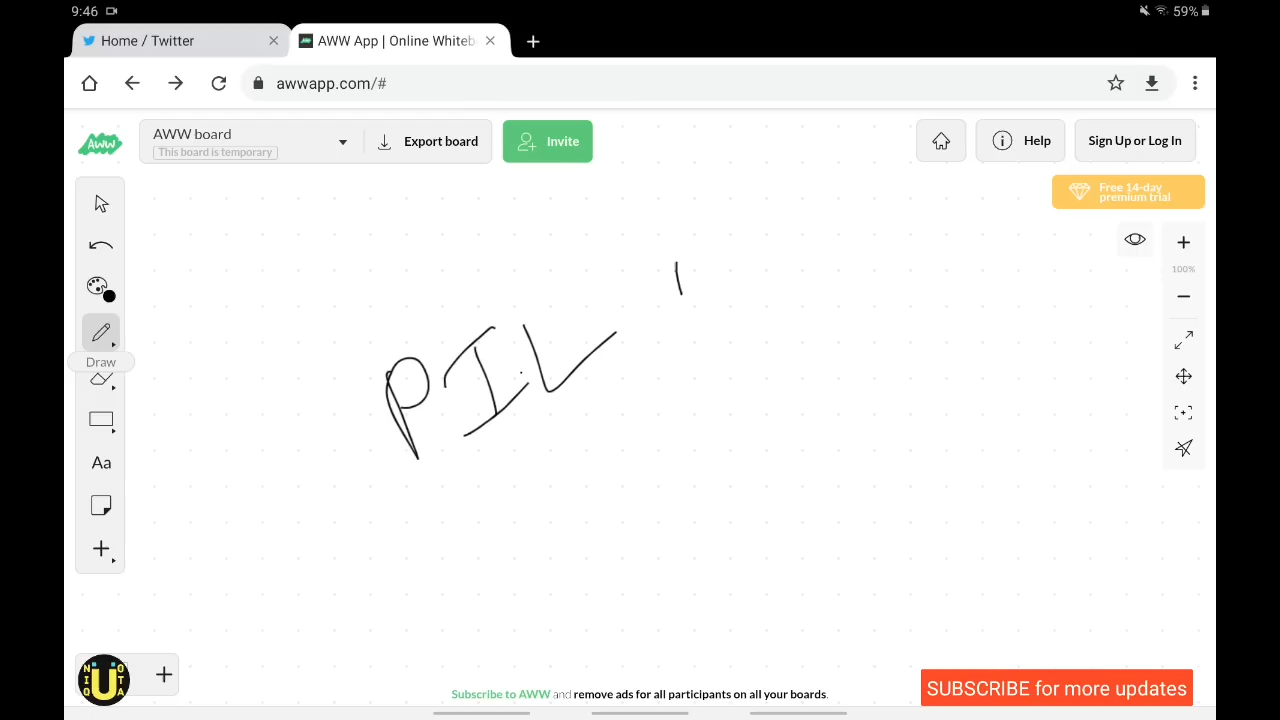 9:46
59%
Home / Twitter
AWW App | Online Whiteb
awwapp.com/#
AWW
AWW board
This board is temporary
Export board
Invite
Help
Sign Up or Log In
Free 14-day
premium trial
100%
PIL
Draw
Aa
SUBSCRIBE for more updates
Subscribe to AWW and remove ads for all participants on all your boards.